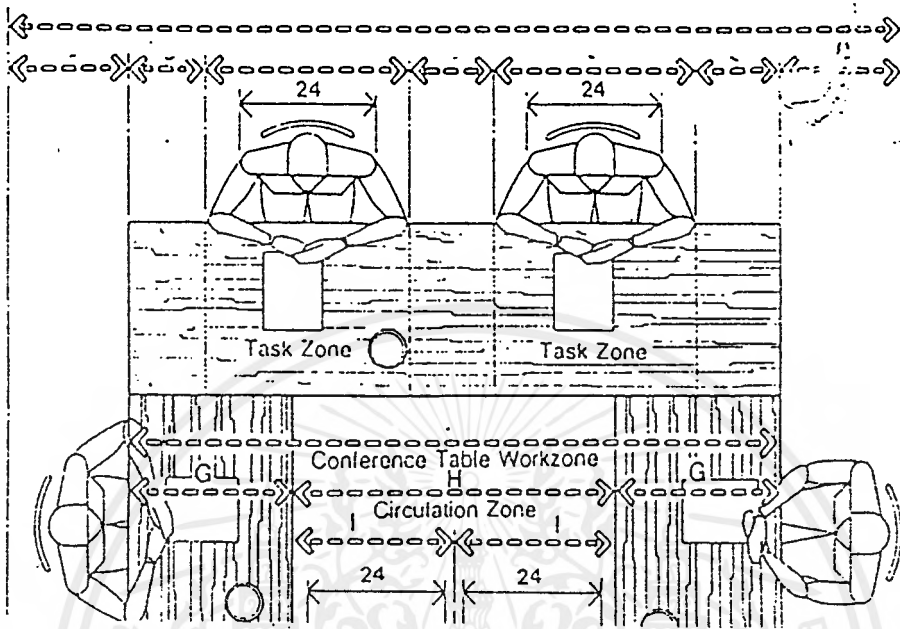 24 24
Task Zone Task Zone
Conference Table Workzone
G H G
Circulation Zone
I I
24 24